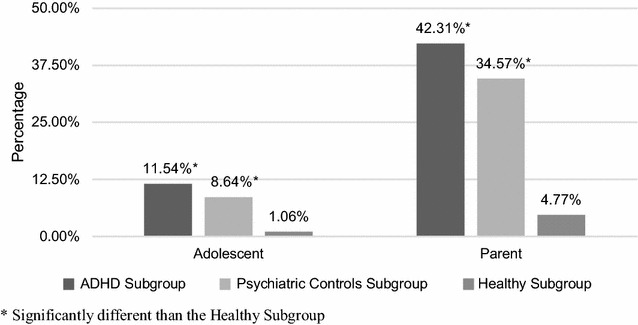 50.00%
42.31%*
37.50%
34.57%*
Percentage
25.00%
12.50%
11.54%*
8.64%*
1.06%
4.77%
0.00%
Adolescent
Parent
ADHD Subgroup
Psychiatric Controls Subgroup
Healthy Subgroup
* Significantly different than the Healthy Subgroup